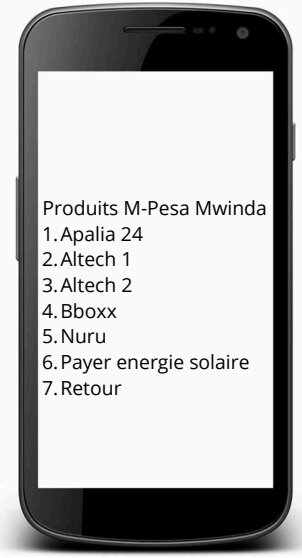 Produits M-Pesa Mwinda
1. Apalia 24
2. Altech 1
3. Altech 2
4. Bboxx
5. Nuru
6. Payer energie solaire
7. Retour